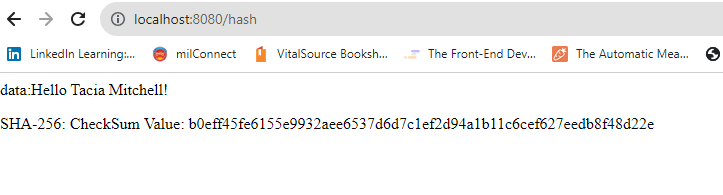 localhost:8080/hash
LinkedIn Learning:... milConnect VitalSource Booksh... The Front-End Dev... The Automatic Mea...
data:Hello Tacia Mitchell!
SHA-256: CheckSum Value: b0eff45fe6155e9932aee6537d6d7c1ef2d94a1b11c6cef627eedb8f48d22e